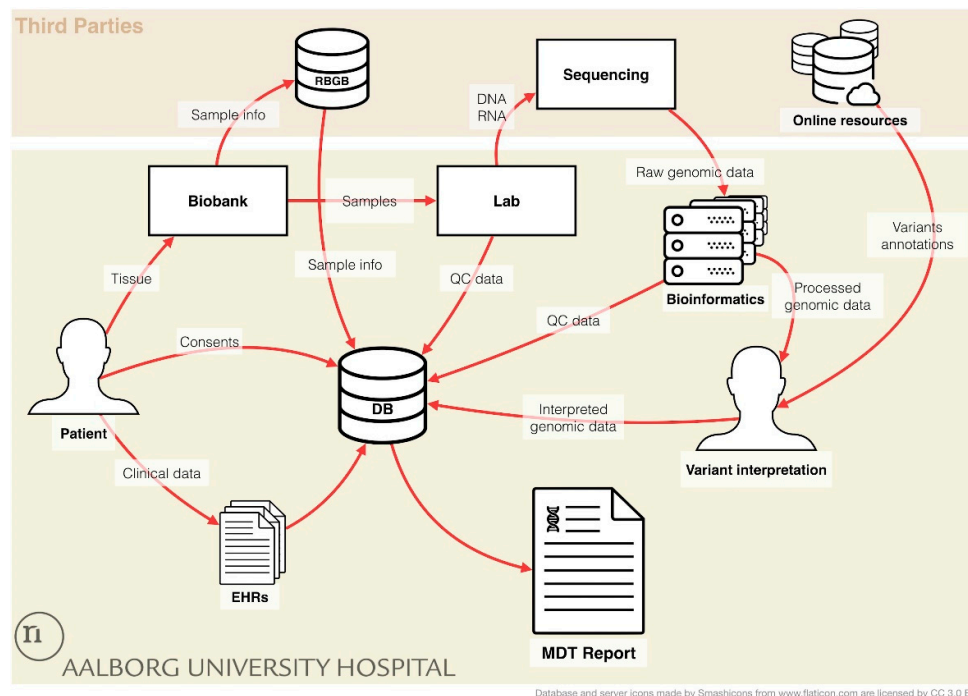 Third Parties
RBGB
Sequencing
Online resources
Sample info
DNA
RNA
Raw genomic data
Biobank
Samples
Lab
Variants
annotations
Tissue
Sample info
QC data
Bioinformatics
Processed
genomic data
QC data
Consents
DB
Interpreted
genomic data
Patient
Variant interpretation
Clinical data
EHRs
MDT Report
n
AALBORG UNIVERSITY HOSPITAL
Database and server icons made by Smashicons from www.flaticon.com are licensed by CC 3.0